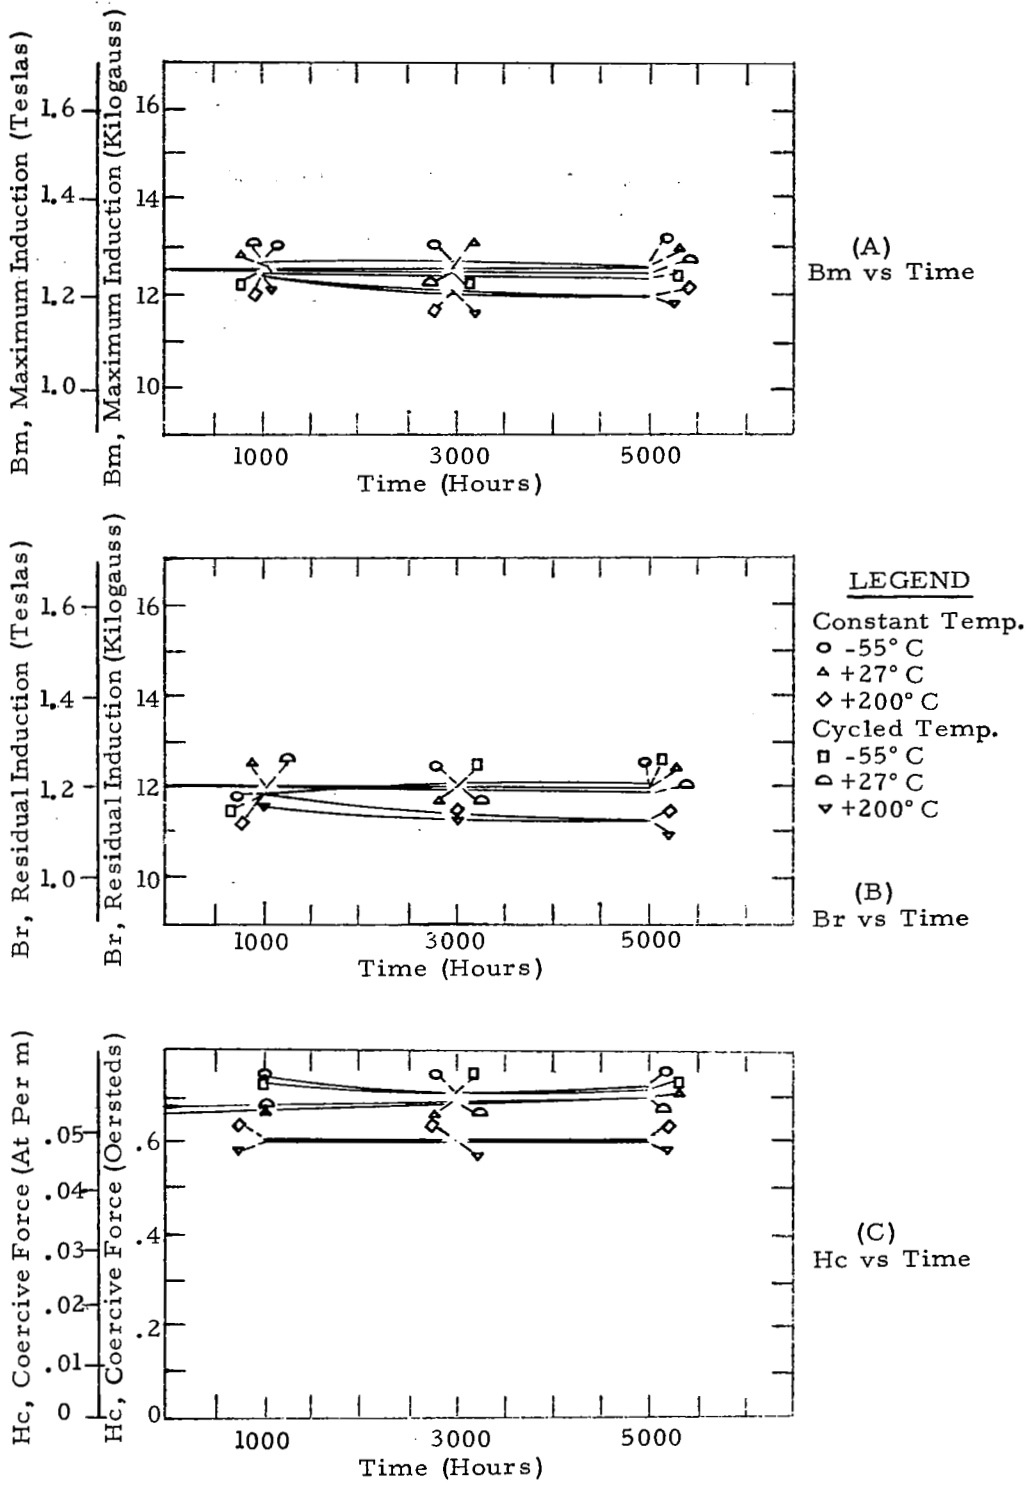 Bm, Maximum Induction (Teslas)
Bm, Maximum Induction (Kilogauss)
1.6
1.4
1.2
1.0
16
14
12
10
1000 3000 5000
Time (Hours)
(A)
Bm vs Time
Br, Residual Induction (Teslas)
Br, Residual Induction (Kilogauss)
1.6
1.4
1.2
1.0
16
14
12
10
1000 3000 5000
Time (Hours)
LEGEND
Constant Temp.
-55° C
+27° C
+200° C
Cycled Temp.
-55° C
+27° C
+200° C
(B)
Br vs Time
Hc, Coercive Force (At Per m)
Hc, Coercive Force (Oersteds)
.05
.04
.03
.02
.01
0
.6
.4
.2
0
1000 3000 5000
Time (Hours)
(C)
Hc vs Time